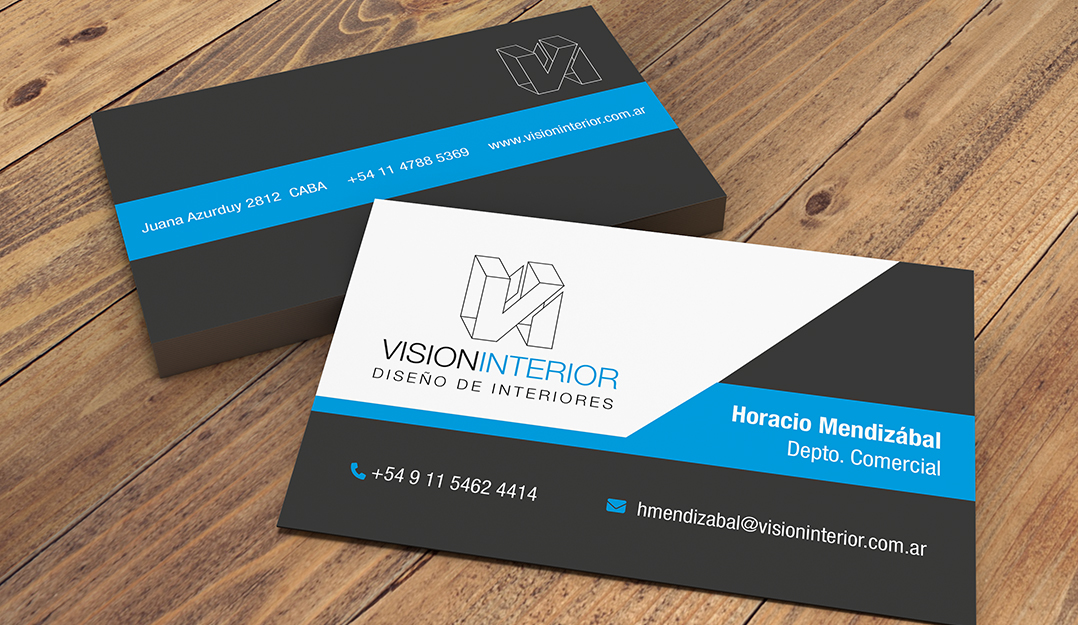 Juana Azurduy 2812 CABA +54 11 4788 5369 www.visioninterior.com.ar
VISIONINTERIOR
DISEÑO DE INTERIORES
Horacio Mendizábal
Depto. Comercial
+54 9 11 5462 4414
hmendizabal@visioninterior.com.ar